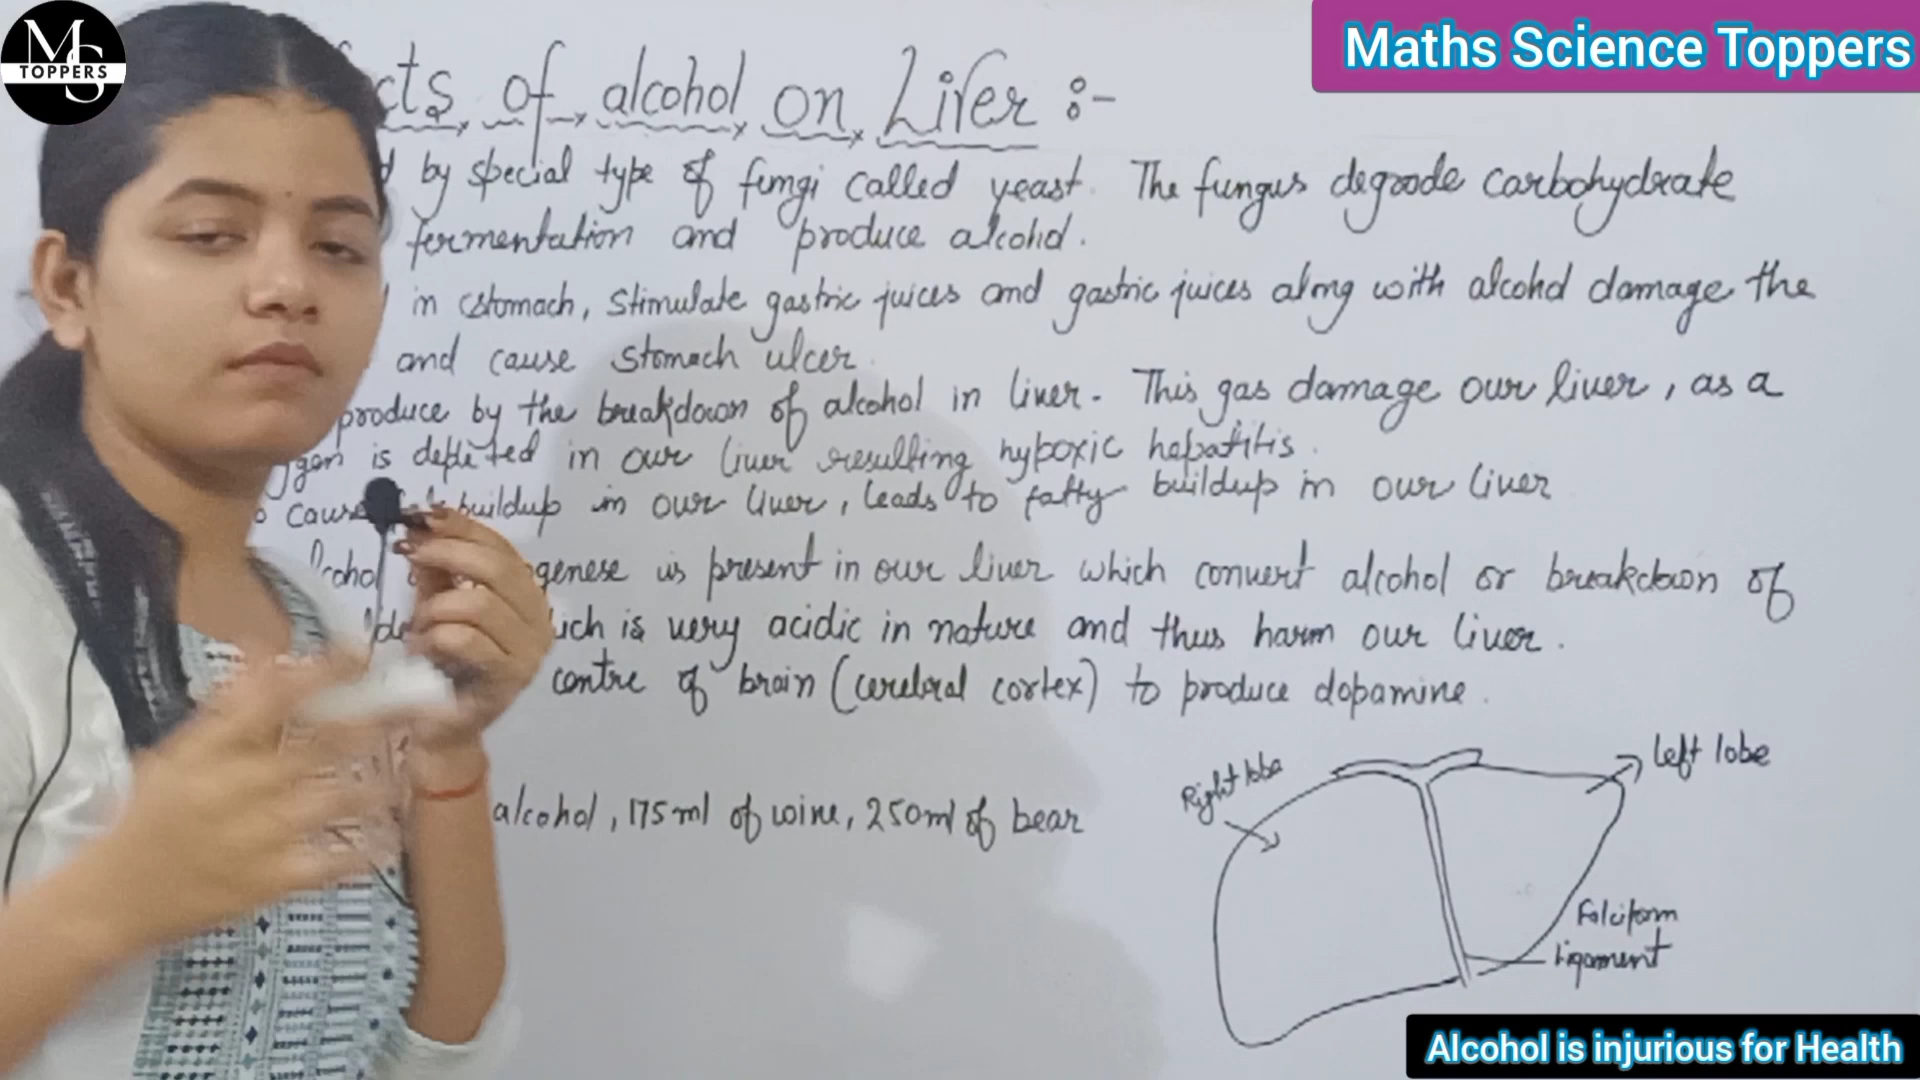 MS
TOPPERS
Maths Science Toppers
cts of alcohol on Liver :-
by special type of fungi called yeast. The fungus degrade carbohydrate
fermentation and produce alcohol.
in stomach, stimulate gastric juices and gastric juices along with alcohol damage the
and cause stomach ulcer.
produce by the breakdown of alcohol in liver. This gas damage our liver, as a
is depleted in our liver resulting hypoxic hepatitis.
cause buildup in our liver, leads to fatty buildup in our liver
genese is present in our liver which convert alcohol or breakdown of
ich is very acidic in nature and thus harm our liver.
centre of brain (cerebral cortex) to produce dopamine.
alcohol, 175ml of wine, 250ml of bear
Right lobe
left lobe
Falciform
ligament
Alcohol is injurious for Health